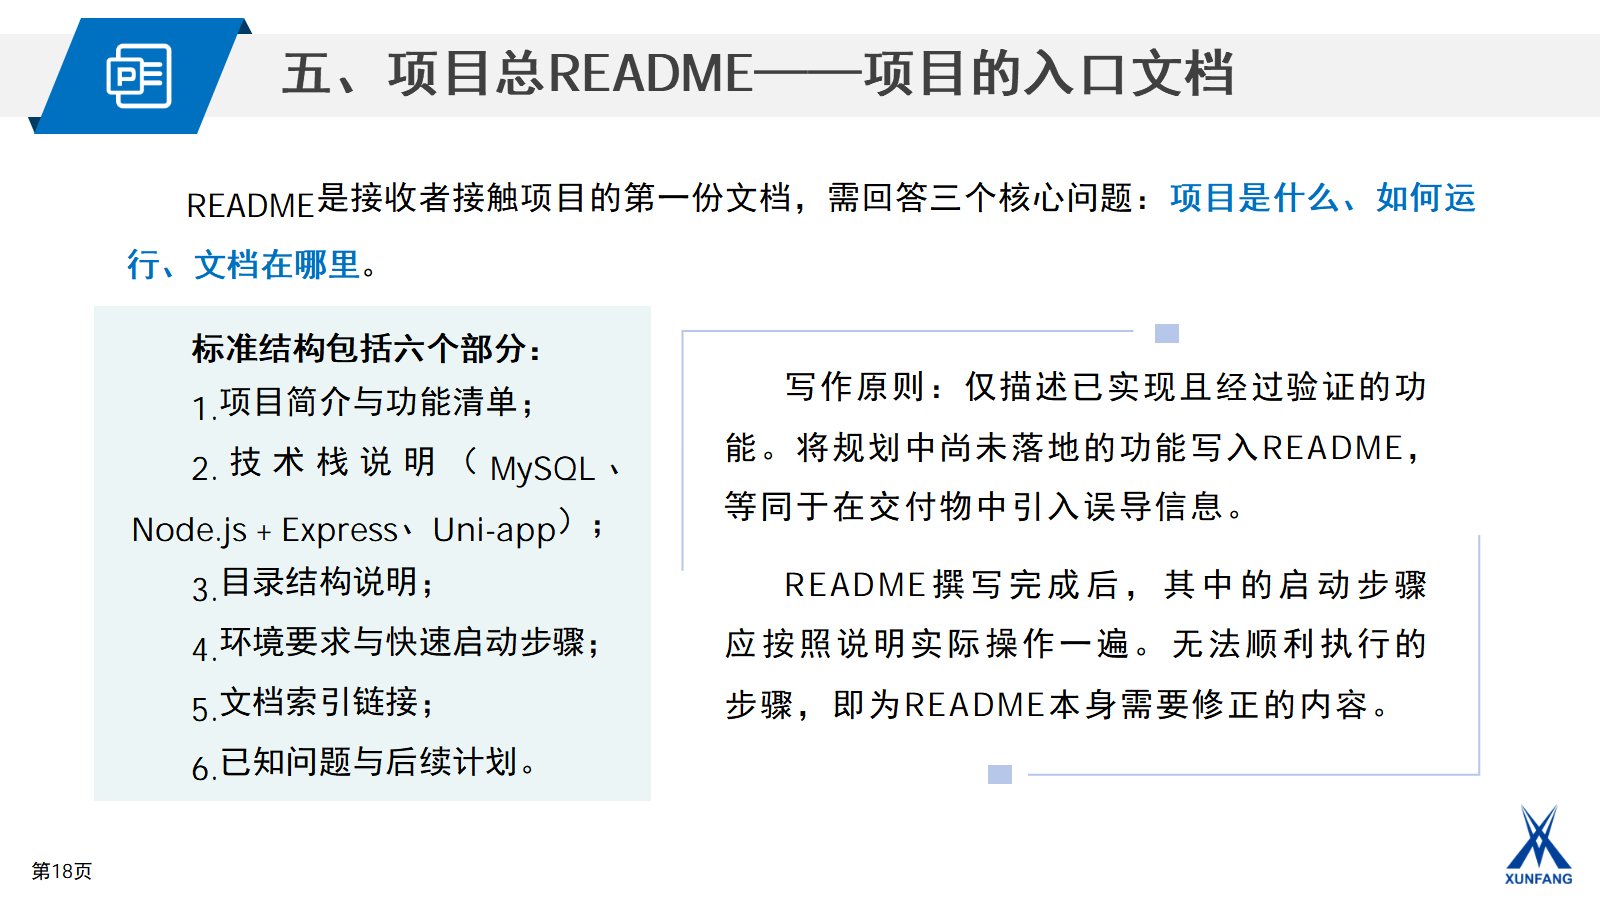 五、项目总README——项目的入口文档
README是接收者接触项目的第一份文档，需回答三个核心问题：项目是什么、如何运
行、文档在哪里。
标准结构包括六个部分：
1.项目简介与功能清单；
2.技术栈说明（MySQL、
Node.js + Express、Uni-app）；
3.目录结构说明；
4.环境要求与快速启动步骤；
5.文档索引链接；
6.已知问题与后续计划。
写作原则：仅描述已实现且经过验证的功
能。将规划中尚未落地的功能写入README，
等同于在交付物中引入误导信息。
README撰写完成后，其中的启动步骤
应按照说明实际操作一遍。无法顺利执行的
步骤，即为README本身需要修正的内容。
第18页
XUNFANG